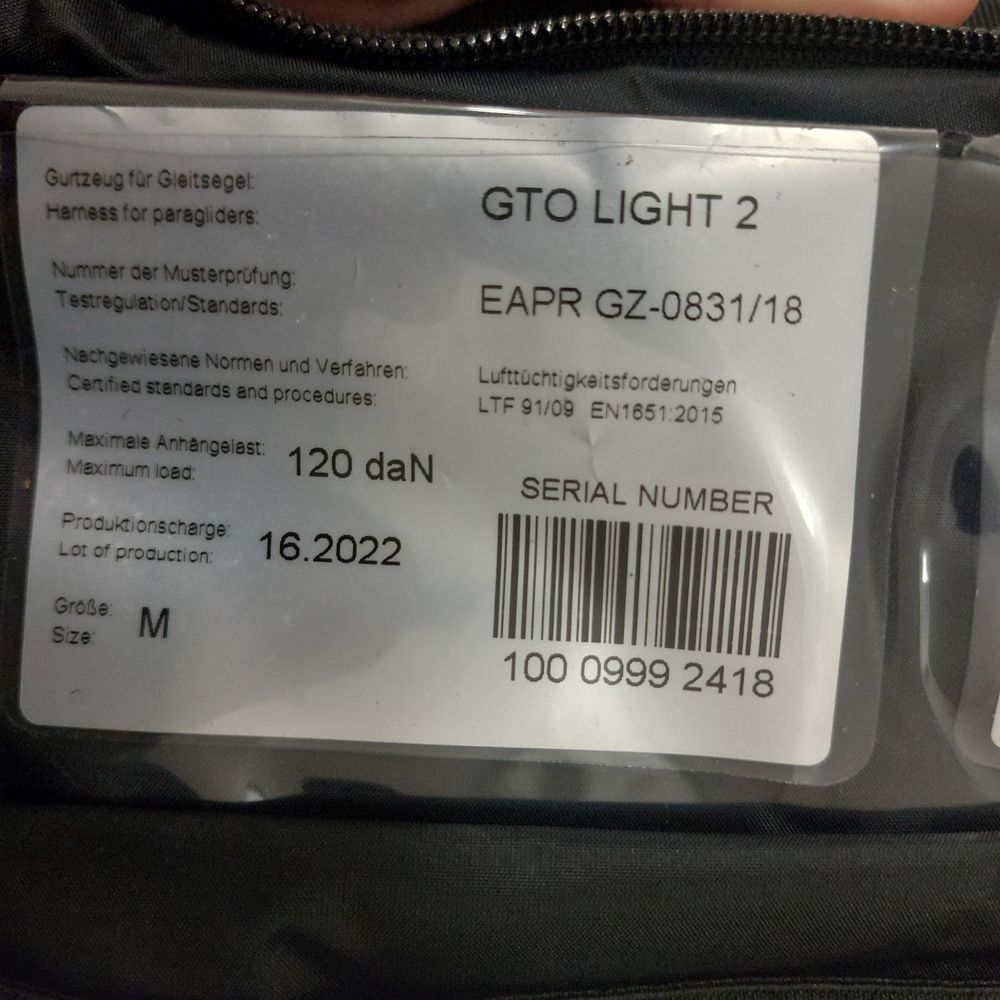 Gurtzeug für Gleitsegel:
Harness for paragliders:
GTO LIGHT 2
Nummer der Musterprüfung:
Testregulation/Standards:
EAPR GZ-0831/18
Nachgewiesene Normen und Verfahren:
Certified standards and procedures:
Lufttüchtigkeitsforderungen
LTF 91/09 EN1651:2015
Maximale Anhängelast:
Maximum load:
120 daN
Produktionscharge:
Lot of production:
16.2022
Größe:
Size:
M
SERIAL NUMBER
100 0999 2418